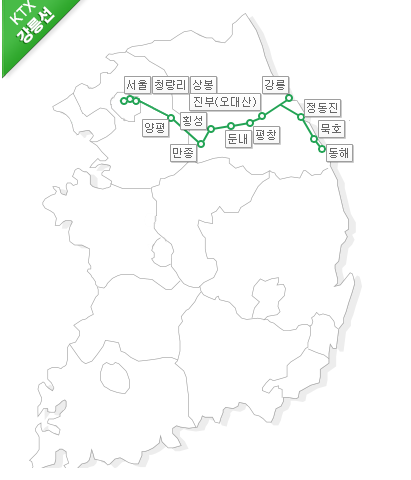 KTX
강릉선
서울
청량리
상봉
강릉
진부(오대산)
정동진
양평
횡성
묵호
둔내
평창
만종
동해